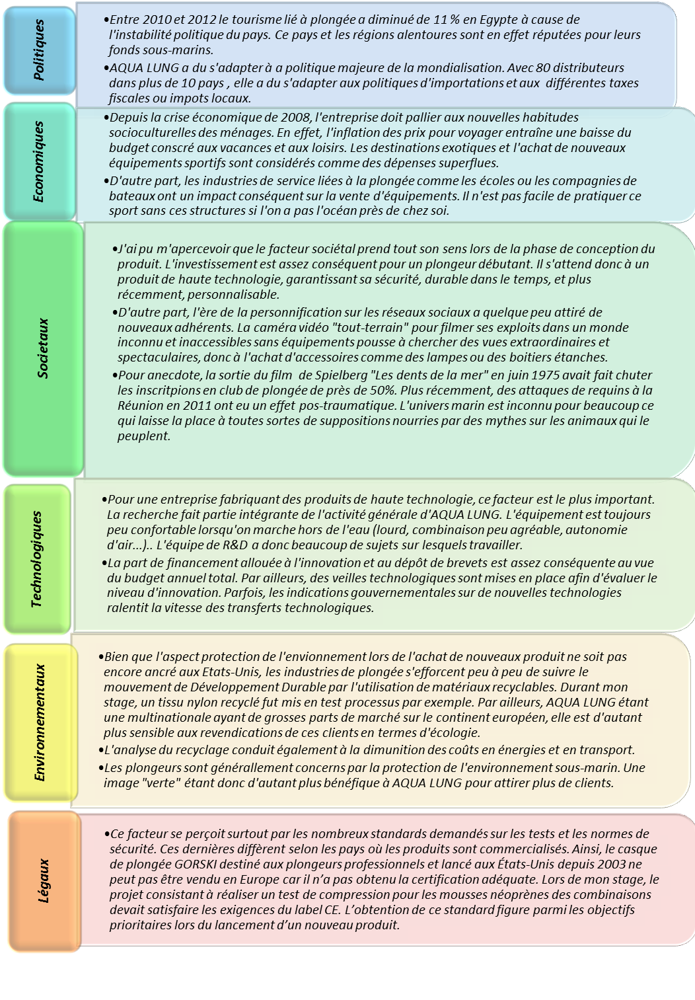 Politiques
•Entre 2010 et 2012 le tourisme lié à plongée a diminué de 11 % en Egypte à cause de
l'instabilité politique du pays. Ce pays et les régions alentoures sont en effet réputées pour leurs
fonds sous-marins.
•AQUA LUNG a du s'adapter à a politique majeure de la mondialisation. Avec 80 distributeurs
dans plus de 10 pays , elle a du s'adapter aux politiques d'importations et aux différentes taxes
fiscales ou impots locaux.
Economiques
•Depuis la crise économique de 2008, l'entreprise doit pallier aux nouvelles habitudes
socioculturelles des ménages. En effet, l'inflation des prix pour voyager entraîne une baisse du
budget conscré aux vacances et aux loisirs. Les destinations exotiques et l'achat de nouveaux
équipements sportifs sont considérés comme des dépenses superflues.
•D'autre part, les industries de service liées à la plongée comme les écoles ou les compagnies de
bateaux ont un impact conséquent sur la vente d'équipements. Il n'est pas facile de pratiquer ce
sport sans ces structures si l'on a pas l'océan près de chez soi.
Societaux
•J'ai pu m'apercevoir que le facteur sociétal prend tout son sens lors de la phase de conception du
produit. L'investissement est assez conséquent pour un plongeur débutant. Il s'attend donc à un
produit de haute technologie, garantissant sa sécurité, durable dans le temps, et plus
récemment, personnalisable.
•D'autre part, l'ère de la personnification sur les réseaux sociaux a quelque peu attiré de
nouveaux adhérents. La caméra vidéo "tout-terrain" pour filmer ses exploits dans un monde
inconnu et inaccessibles sans équipements pousse à chercher des vues extraordinaires et
spectaculaires, donc à l'achat d'accessoires comme des lampes ou des boitiers étanches.
•Pour anecdote, la sortie du film de Spielberg "Les dents de la mer" en juin 1975 avait fait chuter
les inscritpions en club de plongée de près de 50%. Plus récemment, des attaques de requins à la
Réunion en 2011 ont eu un effet pos-traumatique. L'univers marin est inconnu pour beaucoup ce
qui laisse la place à toutes sortes de suppositions nourries par des mythes sur les animaux qui le
peuplent.
Technologiques
•Pour une entreprise fabriquant des produits de haute technologie, ce facteur est le plus important.
La recherche fait partie intégrante de l'activité générale d'AQUA LUNG. L'équipement est toujours
peu confortable lorsqu'on marche hors de l'eau (lourd, combinaison peu agréable, autonomie
d'air...).. L'équipe de R&D a donc beaucoup de sujets sur lesquels travailler.
•La part de financement allouée à l'innovation et au dépôt de brevets est assez conséquente au vue
du budget annuel total. Par ailleurs, des veilles technologiques sont mises en place afin d'évaluer le
niveau d'innovation. Parfois, les indications gouvernementales sur de nouvelles technologies
ralentit la vitesse des transferts technologiques.
Environnementaux
•Bien que l'aspect protection de l'envionnement lors de l'achat de nouveaux produit ne soit pas
encore ancré aux Etats-Unis, les industries de plongée s'efforcent peu à peu de suivre le
mouvement de Développement Durable par l'utilisation de matériaux recyclables. Durant mon
stage, un tissu nylon recyclé fut mis en test processus par exemple. Par ailleurs, AQUA LUNG étant
une multinationale ayant de grosses parts de marché sur le continent européen, elle est d'autant
plus sensible aux revendications de ces clients en termes d'écologie.
•L'analyse du recyclage conduit également à la dimunition des coûts en énergies et en transport.
•Les plongeurs sont générallement concerns par la protection de l'environnement sous-marin. Une
image "verte" étant donc d'autant plus bénéfique à AQUA LUNG pour attirer plus de clients.
Légaux
•Ce facteur se perçoit surtout par les nombreux standards demandés sur les tests et les normes de
sécurité. Ces dernières diffèrent selon les pays où les produits sont commercialisés. Ainsi, le casque
de plongée GORSKI destiné aux plongeurs professionnels et lancé aux États-Unis depuis 2003 ne
peut pas être vendu en Europe car il n’a pas obtenu la certification adéquate. Lors de mon stage, le
projet consistant à réaliser un test de compression pour les mousses néoprènes des combinaisons
devait satisfaire les exigences du label CE. L’obtention de ce standard figure parmi les objectifs
prioritaires lors du lancement d’un nouveau produit.